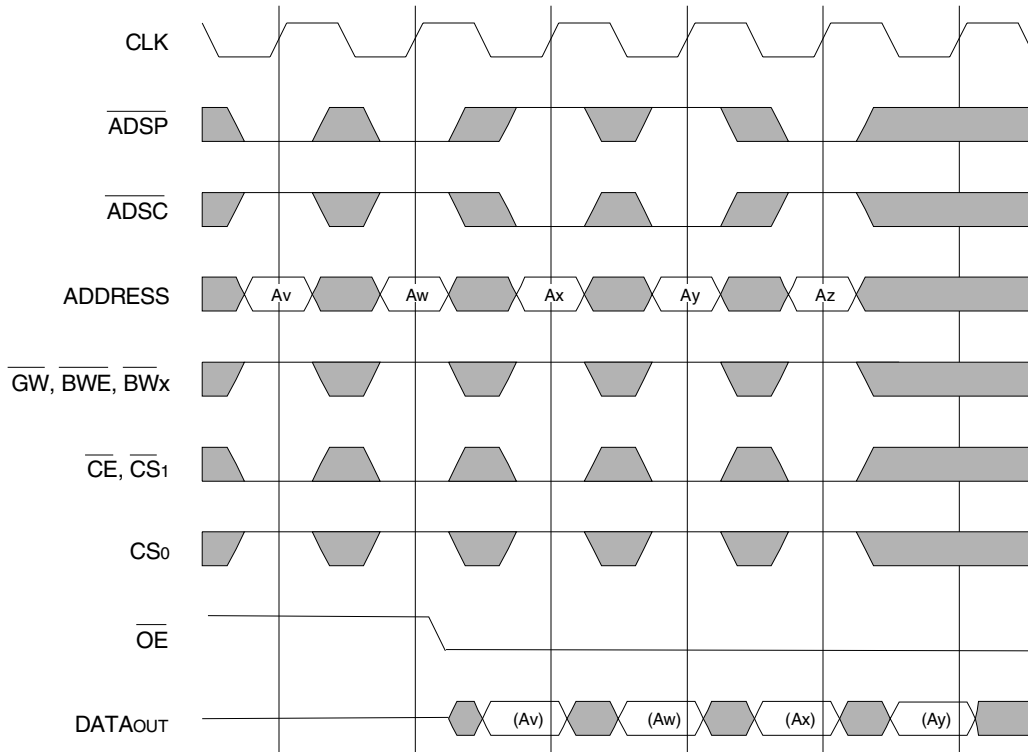 CLK
ADSP
ADSC
ADDRESS Av Aw Ax Ay Az
GW, BWE, BWx
CE, CS1
CS0
OE
DATAOUT (Av) (Aw) (Ax) (Ay)